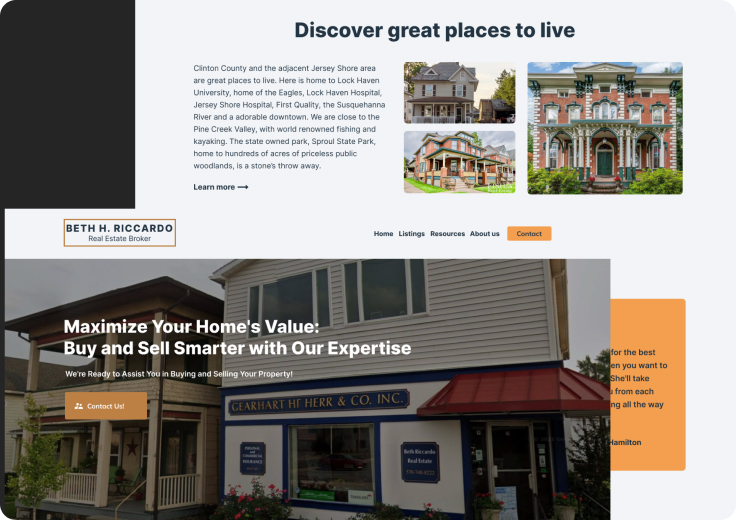 Discover great places to live
Clinton County and the adjacent Jersey Shore area
are great places to live. Here is home to Lock Haven
University, home of the Eagles, Lock Haven Hospital,
Jersey Shore Hospital, First Quality, the Susquehanna
River and a adorable downtown. We are close to the
Pine Creek Valley, with world renowned fishing and
kayaking. The state owned park, Sproul State Park,
home to hundreds of acres of priceless public
woodlands, is a stone's throw away.
Learn more
BETH H. RICCARDO
Real Estate Broker
Home Listings Resources About us Contact
Maximize Your Home's Value:
Buy and Sell Smarter with Our Expertise
We're Ready to Assist You in Buying and Selling Your Property!
Contact Us!
for the best
you want to
She'll take
from each
all the way
Hamilton
GEARHART HERR & CO. INC.
PERSONAL
and
COMMERCIAL
INSURANCE
Beth Riccardo
Real Estate